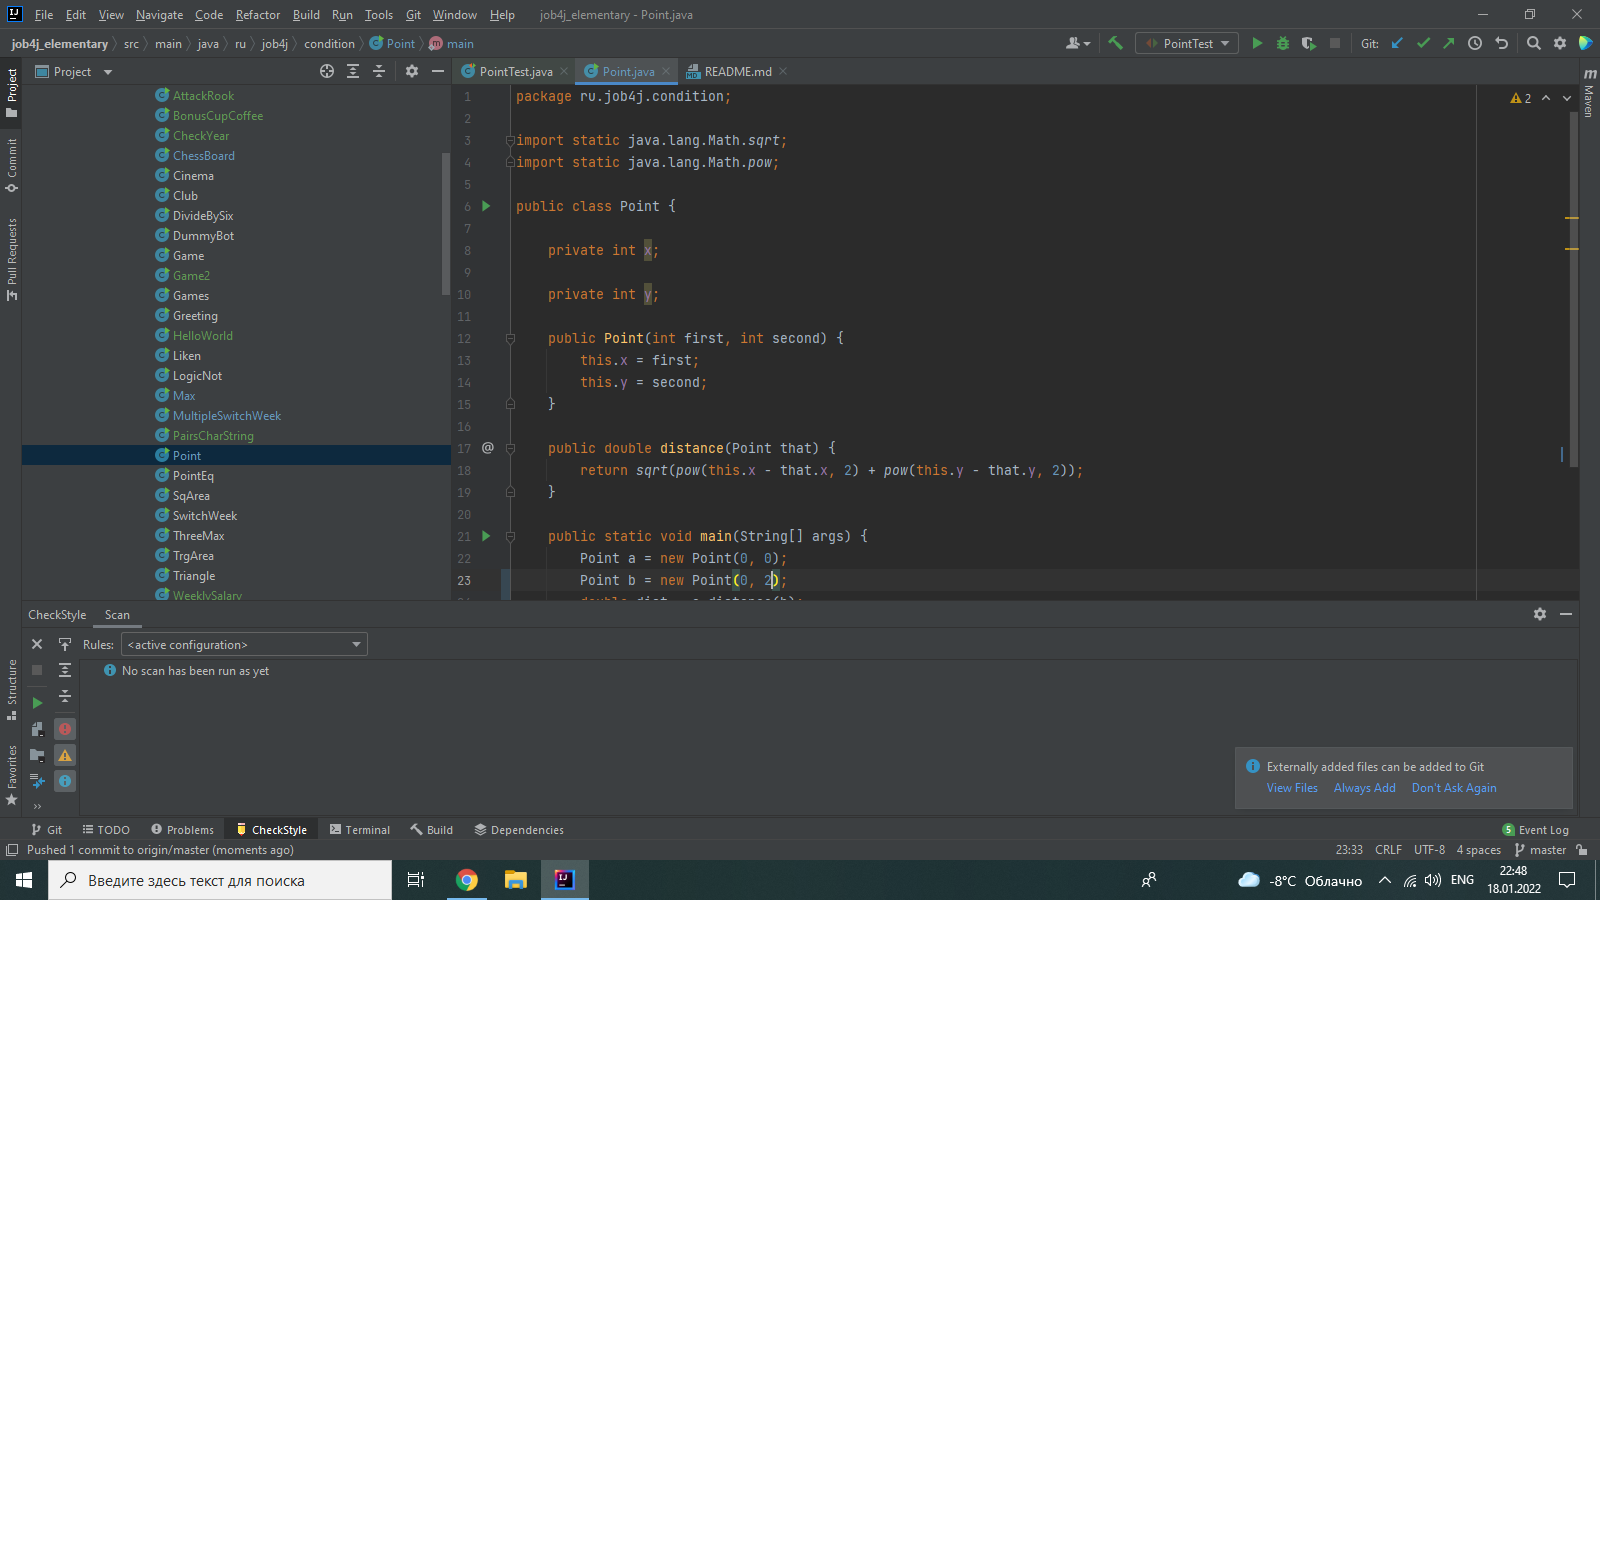 File Edit View Navigate Code Refactor Build Run Tools Git Window Help job4j_elementary - Point.java
job4j_elementary src main java ru job4j condition Point main
PointTest
Git:
Project
PointTest.java
Point.java
README.md
Project
Commit
Pull Requests
Structure
Favorites
Maven
AttackRook
BonusCupCoffee
CheckYear
ChessBoard
Cinema
Club
DivideBySix
DummyBot
Game
Game2
Games
Greeting
HelloWorld
Liken
LogicNot
Max
MultipleSwitchWeek
PairsCharString
Point
PointEq
SqArea
SwitchWeek
ThreeMax
TrgArea
Triangle
WeeklySalary
2
1 package ru.job4j.condition;
2
3 import static java.lang.Math.sqrt;
4 import static java.lang.Math.pow;
5
6 public class Point {
7
8 private int x;
9
10 private int y;
11
12 public Point(int first, int second) {
13 this.x = first;
14 this.y = second;
15 }
16
17 @ public double distance(Point that) {
18 return sqrt(pow(this.x - that.x, 2) + pow(this.y - that.y, 2));
19 }
20
21 public static void main(String[] args) {
22 Point a = new Point(0, 0);
23 Point b = new Point(0, 2);
CheckStyle Scan
Rules: <active configuration>
No scan has been run as yet
Externally added files can be added to Git
View Files Always Add Don't Ask Again
Git TODO Problems CheckStyle Terminal Build Dependencies
5 Event Log
Pushed 1 commit to origin/master (moments ago)
23:33 CRLF UTF-8 4 spaces master
Введите здесь текст для поиска
-8°C Облачно
ENG
22:48
18.01.2022